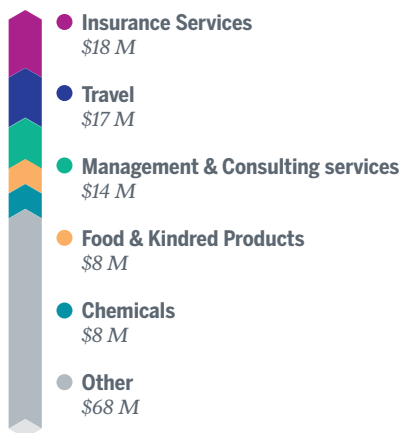 Insurance Services
$18 M
Travel
$17 M
Management & Consulting services
$14 M
Food & Kindred Products
$8 M
Chemicals
$8 M
Other
$68 M